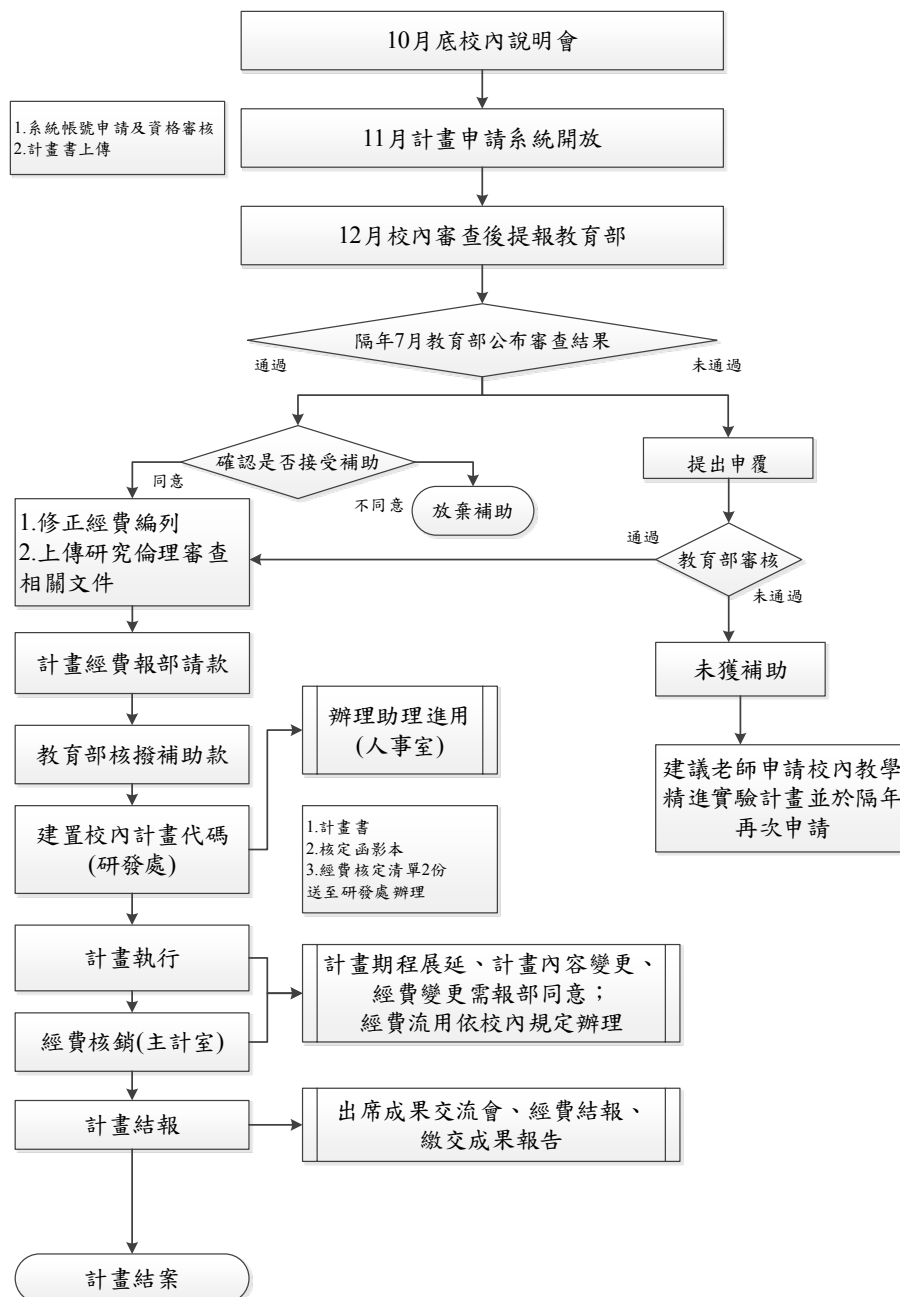 10月底校內說明會
1.系統帳號申請及資格審核
2.計畫書上傳
11月計畫申請系統開放
12月校內審查後提報教育部
隔年7月教育部公布審查結果
通過
未通過
確認是否接受補助
同意
不同意
放棄補助
提出申覆
1.修正經費編列
2.上傳研究倫理審查
相關文件
通過
教育部審核
未通過
計畫經費報部請款
未獲補助
教育部核撥補助款
辦理助理進用
(人事室)
建議老師申請校內教學
精進實驗計畫並於隔年
再次申請
建置校內計畫代碼
(研發處)
1.計畫書
2.核定函影本
3.經費核定清單2份
送至研發處辦理
計畫執行
計畫期程展延、計畫內容變更、
經費變更需報部同意；
經費流用依校內規定辦理
經費核銷(主計室)
計畫結報
出席成果交流會、經費結報、
繳交成果報告
計畫結案